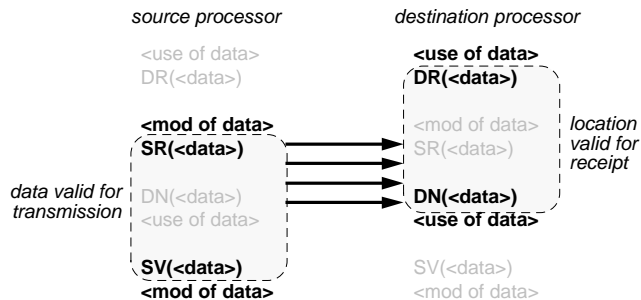 source processor
destination processor
<use of data>
DR(<data>)
<mod of data>
SR(<data>)
data valid for
transmission
DN(<data>)
<use of data>
SV(<data>)
<mod of data>
<use of data>
DR(<data>)
<mod of data>
SR(<data>)
location
valid for
receipt
DN(<data>)
<use of data>
SV(<data>)
<mod of data>